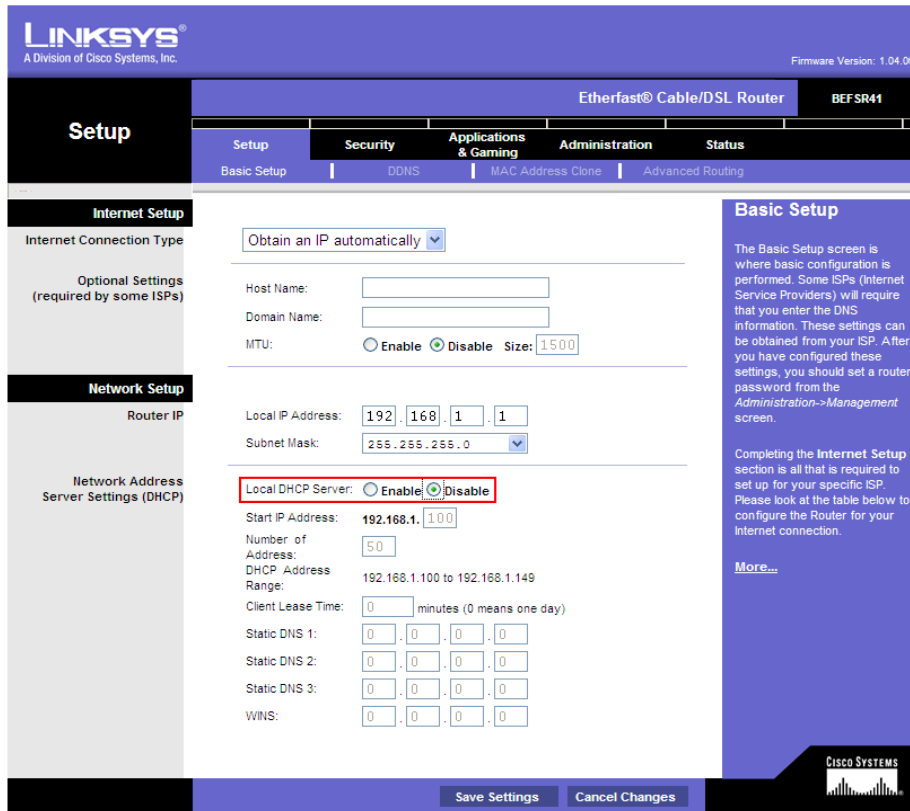 LINKSYS®
A Division of Cisco Systems, Inc.
Firmware Version: 1.04.0
Etherfast® Cable/DSL Router
BEFSR41
Setup
Setup
Security
Applications
& Gaming
Administration
Status
Basic Setup
DDNS
MAC Address Clone
Advanced Routing
Internet Setup
Internet Connection Type
Obtain an IP automatically
Optional Settings
(required by some ISPs)
Host Name:
Domain Name:
MTU: Enable Disable Size: 1500
Network Setup
Router IP
Local IP Address: 192 . 168 . 1 . 1
Subnet Mask: 255.255.255.0
Network Address
Server Settings (DHCP)
Local DHCP Server: Enable Disable
Start IP Address: 192.168.1. 100
Number of
Address: 50
DHCP Address
Range: 192.168.1.100 to 192.168.1.149
Client Lease Time: 0 minutes (0 means one day)
Static DNS 1: 0 . 0 . 0 . 0
Static DNS 2: 0 . 0 . 0 . 0
Static DNS 3: 0 . 0 . 0 . 0
WINS: 0 . 0 . 0 . 0
Basic Setup
The Basic Setup screen is
where basic configuration is
performed. Some ISPs (Internet
Service Providers) will require
that you enter the DNS
information. These settings can
be obtained from your ISP. After
you have configured these
settings, you should set a router
password from the
Administration->Management
screen.
Completing the Internet Setup
section is all that is required to
set up for your specific ISP.
Please look at the table below to
configure the Router for your
Internet connection.
More...
CISCO SYSTEMS
Save Settings
Cancel Changes